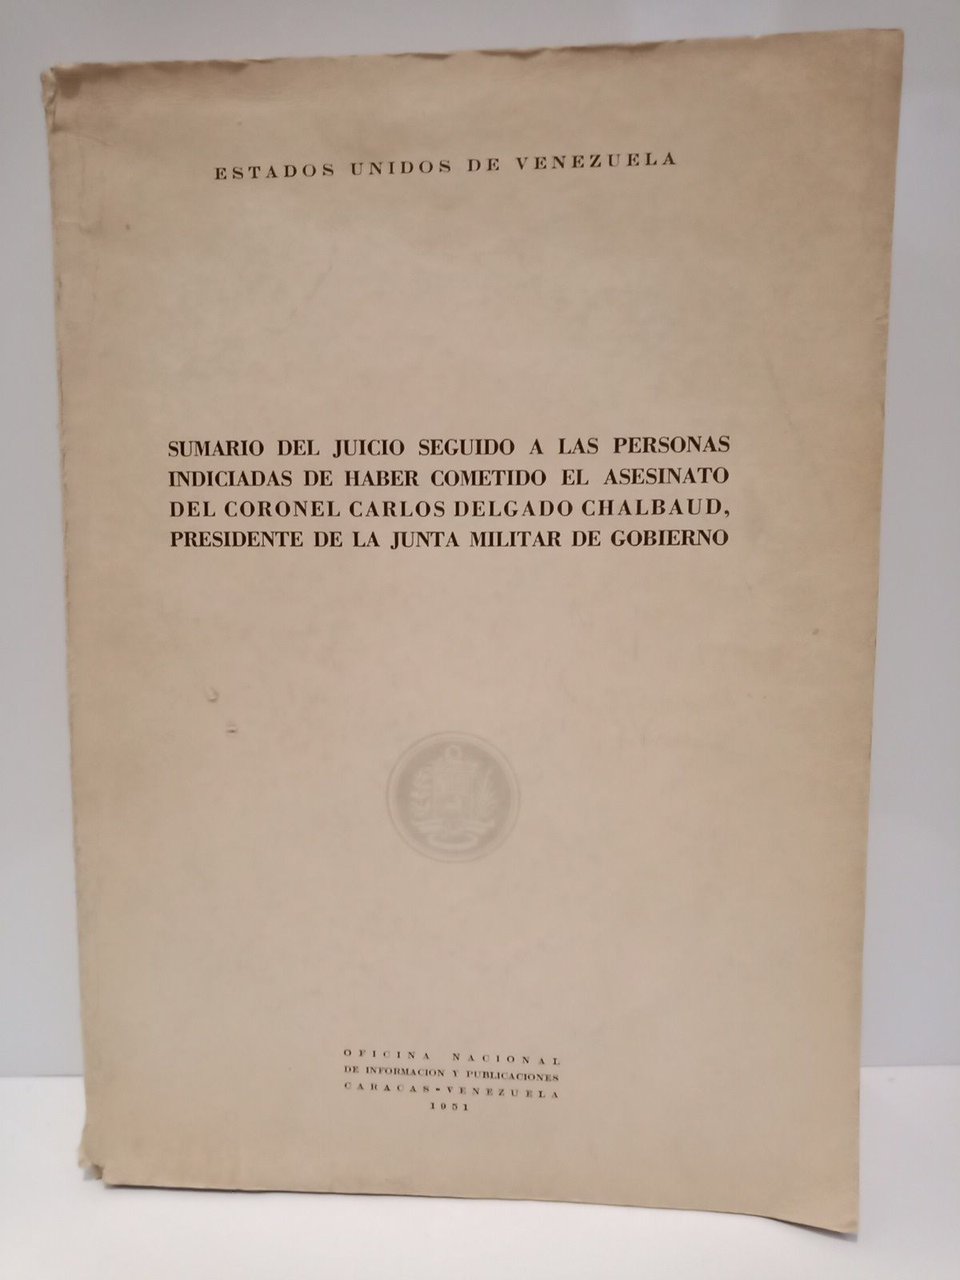 ESTADOS UNIDOS DE VENEZUELA
SUMARIO DEL JUICIO SEGUIDO A LAS PERSONAS
INDICIADAS DE HABER COMETIDO EL ASESINATO
DEL CORONEL CARLOS DELGADO CHALBAUD,
PRESIDENTE DE LA JUNTA MILITAR DE GOBIERNO
OFICINA NACIONAL
DE INFORMACION Y PUBLICACIONES
CARACAS - VENEZUELA
1951